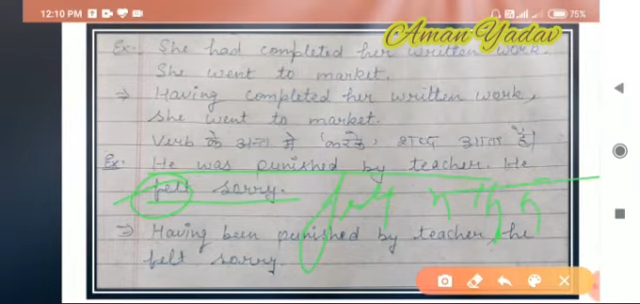 12:10 PM
75%
Aman Yadav
Ex:- She had completed her written work.
She went to market.
⇒ Having completed her written work,
she went to market.
Verb के अन्त में 'करके' शब्द आता है।
Ex:- He was punished by teacher. He
felt sorry.
⇒ Having been punished by teacher, he
felt sorry.